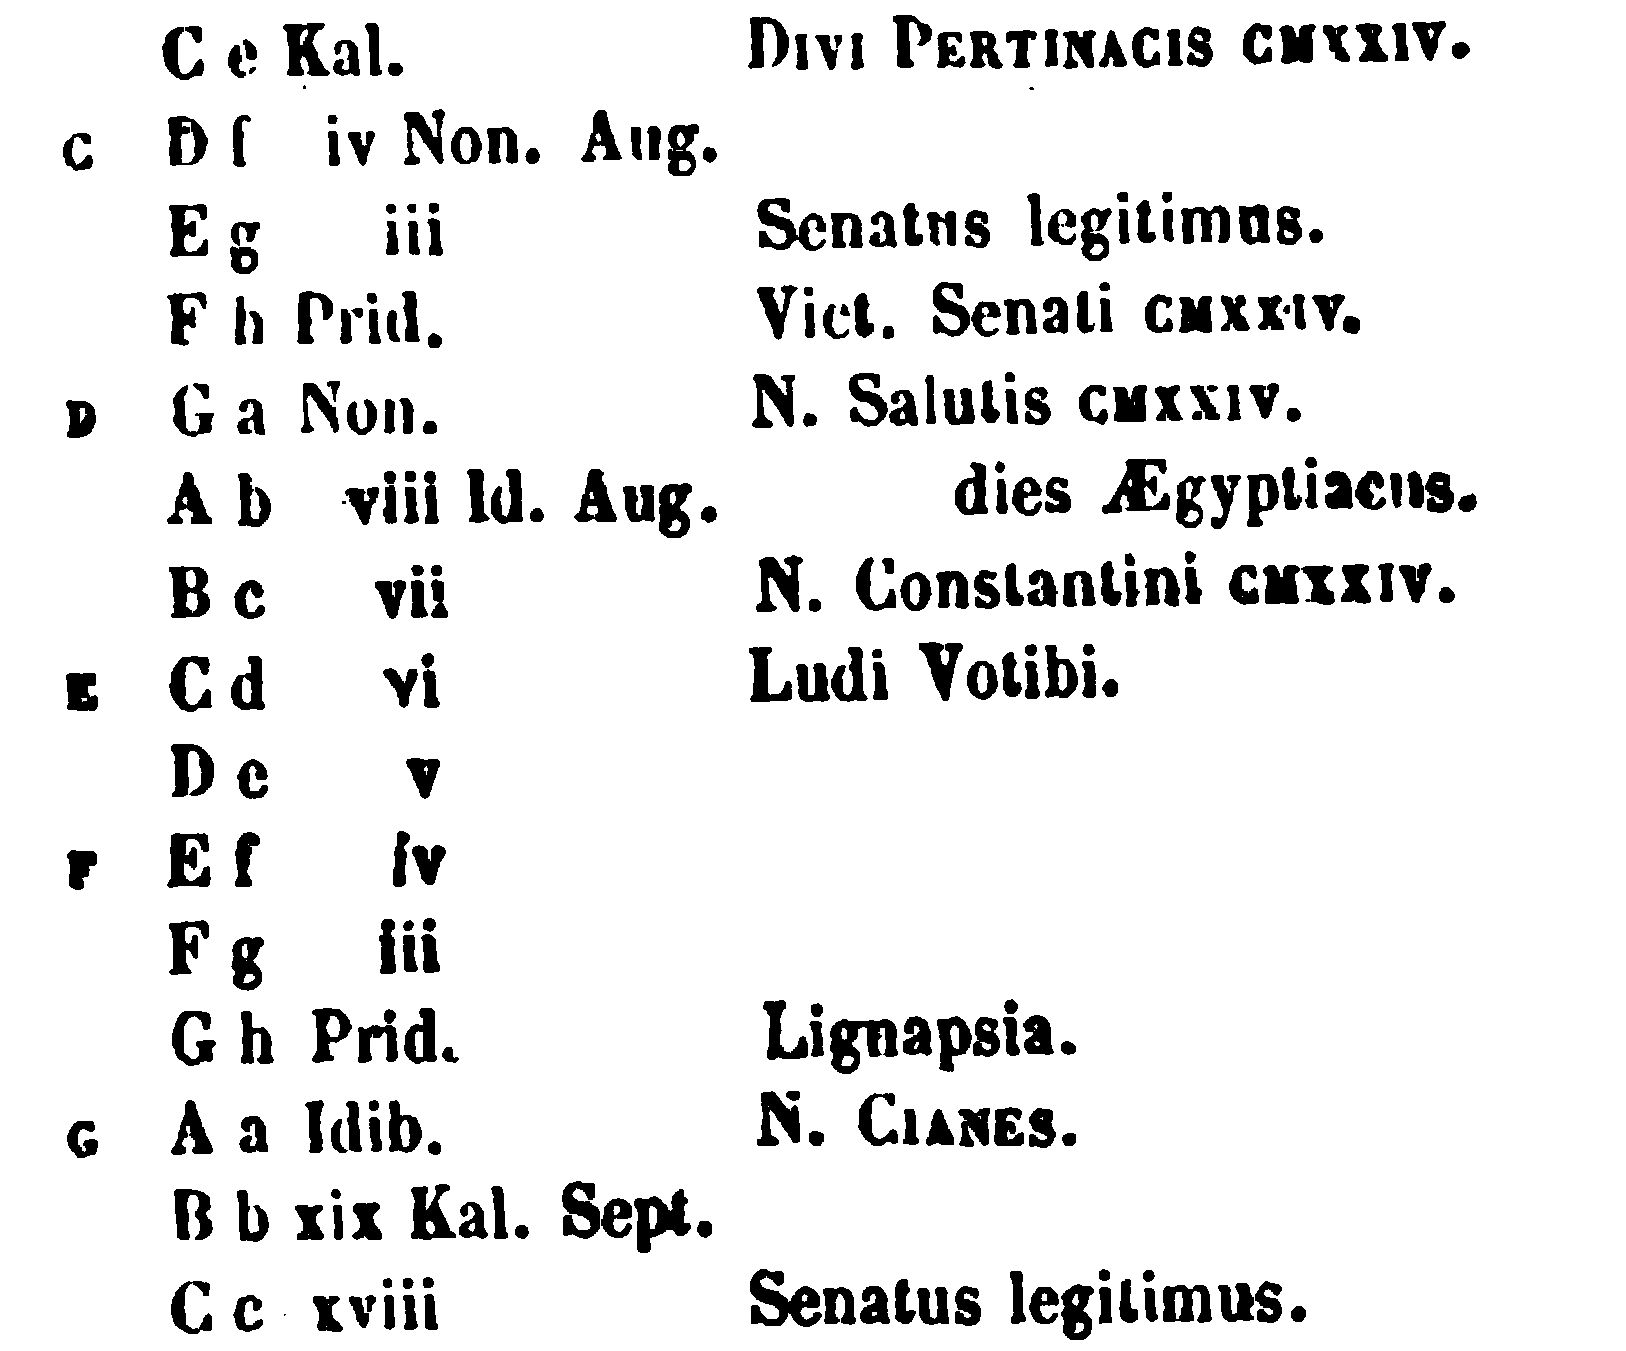 C e Kal. DIVI PERTINACIS CMXXIV.
C D f iv Non. Aug.
E g iii Senatus legitimus.
F h Prid. Vict. Senati CMXXIV.
D G a Non. N. Salutis CMXXIV.
A b viii Id. Aug. dies Ægyptiacus.
B c vii N. Constantini CMXXIV.
E C d vi Ludi Votibi.
D e v
F E f iv
F g iii
G h Prid. Lignapsia.
G A a Idib. N. CIANES.
B b xix Kal. Sept.
C c xviii Senatus legitimus.